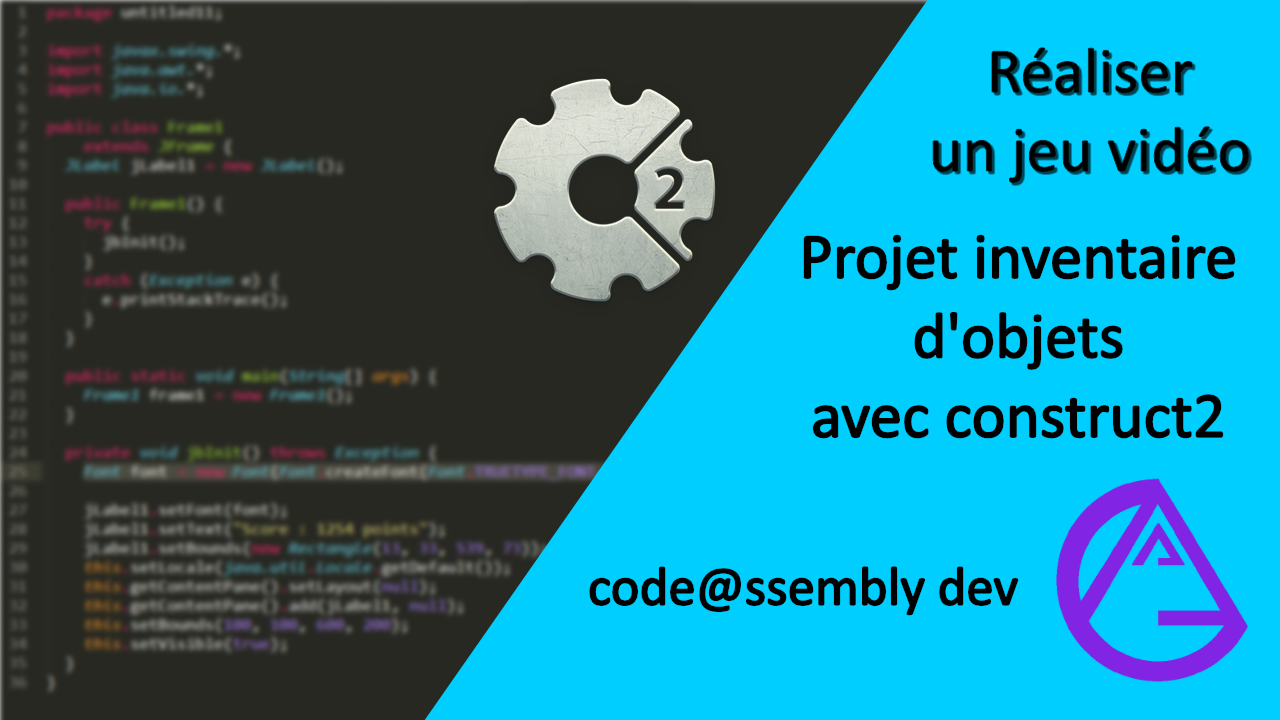 1 package untitled11;
2
3 import javax.swing.*;
4 import java.awt.*;
5 import java.io.*;
6
7 public class Frame1
8 extends JFrame {
9 JLabel jLabel1 = new JLabel();
10
11 public Frame1() {
12 try {
13 jbInit();
14 }
15 catch (Exception e) {
16 e.printStackTrace();
17 }
18 }
19
20 public static void main(String[] args) {
21 Frame1 frame1 = new Frame1();
22 }
23
24 private void jbInit() throws Exception {
25 Font font = new Font(Font.createFont(Font.TRUETYPE_FONT
26
27 jLabel1.setFont(font);
28 jLabel1.setText("Score : 1254 points");
29 jLabel1.setBounds(new Rectangle(13, 33, 539, 73));
30 this.setLocale(java.util.Locale.getDefault());
31 this.getContentPane().setLayout(null);
32 this.getContentPane().add(jLabel1, null);
33 this.setBounds(100, 100, 600, 200);
34 this.setVisible(true);
35 }
36 }
2
Réaliser
un jeu vidéo
Projet inventaire
d'objets
avec construct2
code@ssembly dev